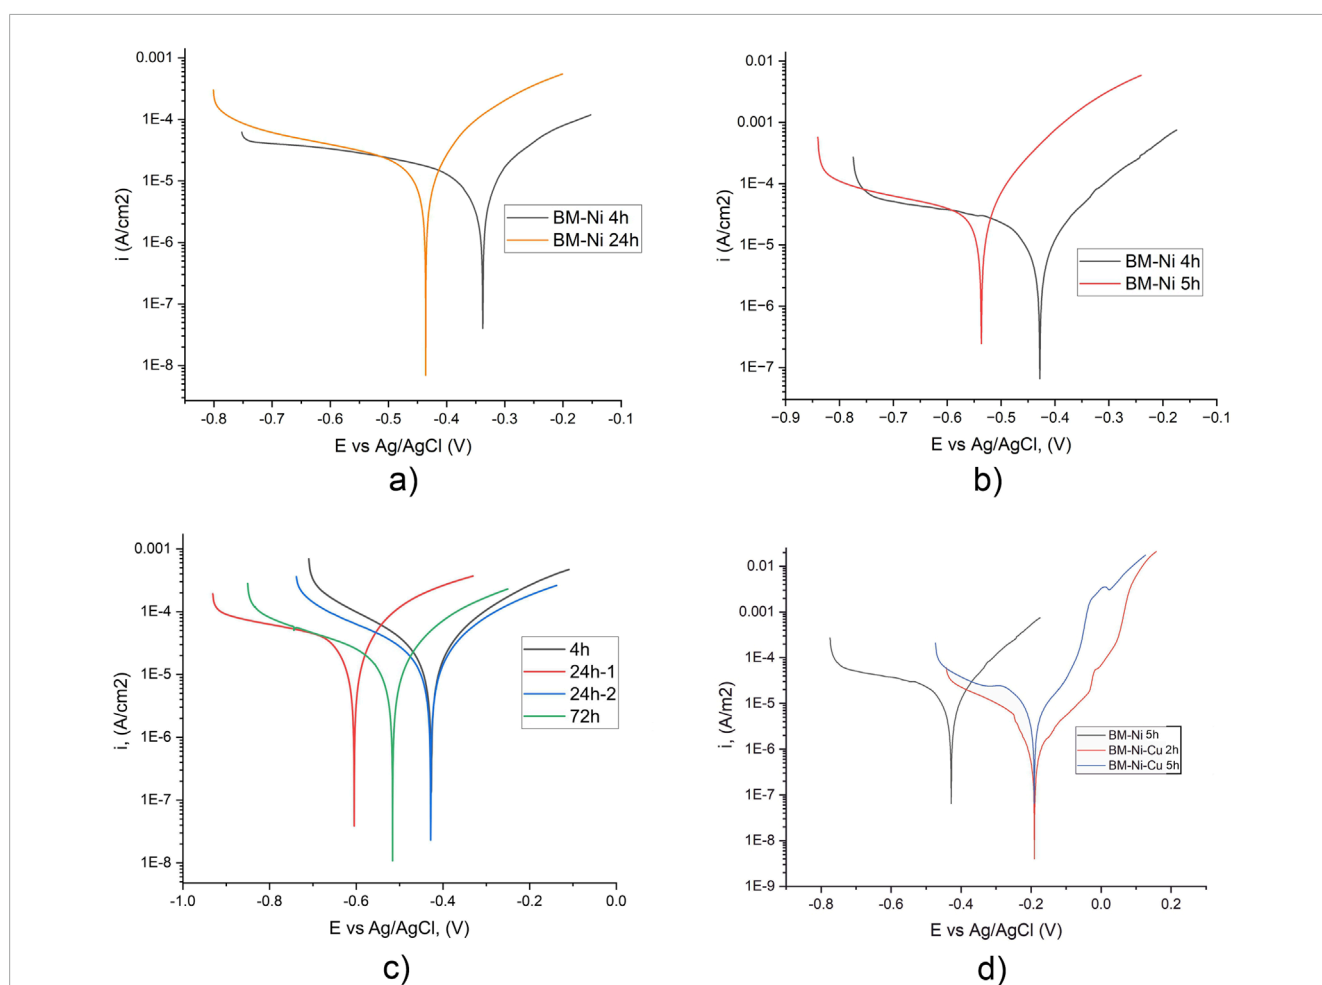 0.001
1E-4
1E-5
1E-6
1E-7
1E-8
i (A/cm2)
BM-Ni 4h
BM-Ni 24h
-0.8 -0.7 -0.6 -0.5 -0.4 -0.3 -0.2 -0.1
E vs Ag/AgCl (V)
a)
0.01
0.001
1E−4
1E−5
1E−6
1E−7
i (A/cm2)
BM-Ni 4h
BM-Ni 5h
−0.9 −0.8 −0.7 −0.6 −0.5 −0.4 −0.3 −0.2 −0.1
E vs Ag/AgCl, (V)
b)
0.001
1E-4
1E-5
1E-6
1E-7
1E-8
i, (A/cm2)
4h
24h-1
24h-2
72h
-1.0 -0.8 -0.6 -0.4 -0.2 0.0
E vs Ag/AgCl, (V)
c)
0.01
0.001
1E-4
1E-5
1E-6
1E-7
1E-8
1E-9
i, (A/m2)
BM-Ni 5h
BM-Ni-Cu 2h
BM-Ni-Cu 5h
-0.8 -0.6 -0.4 -0.2 0.0 0.2
E vs Ag/AgCl (V)
d)